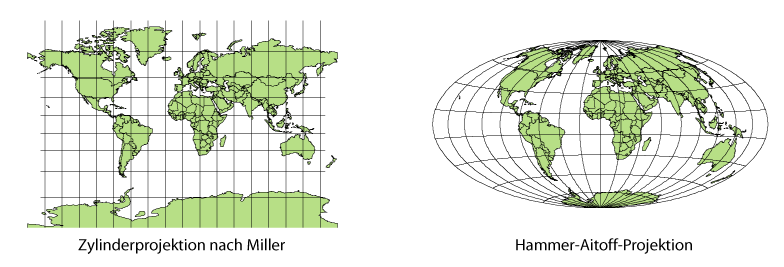 Zylinderprojektion nach Miller
Hammer-Aitoff-Projektion